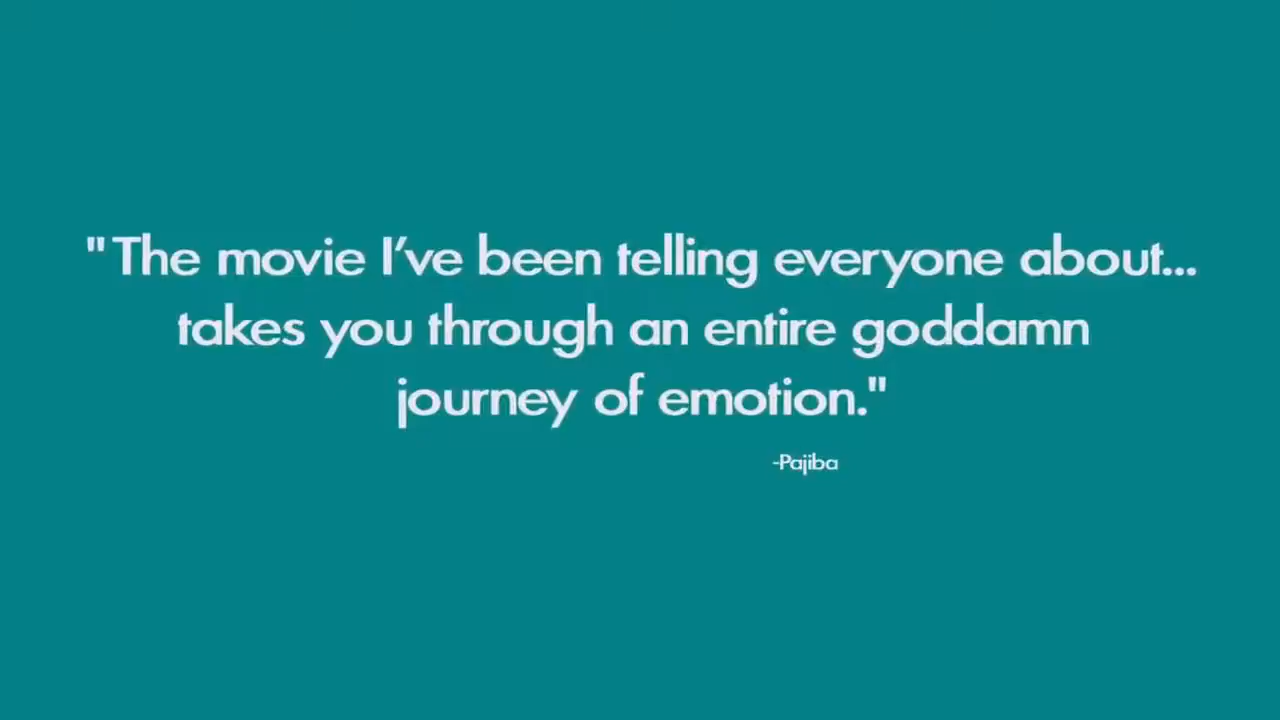 "The movie I've been telling everyone about...
takes you through an entire goddamn
journey of emotion."
-Pajiba